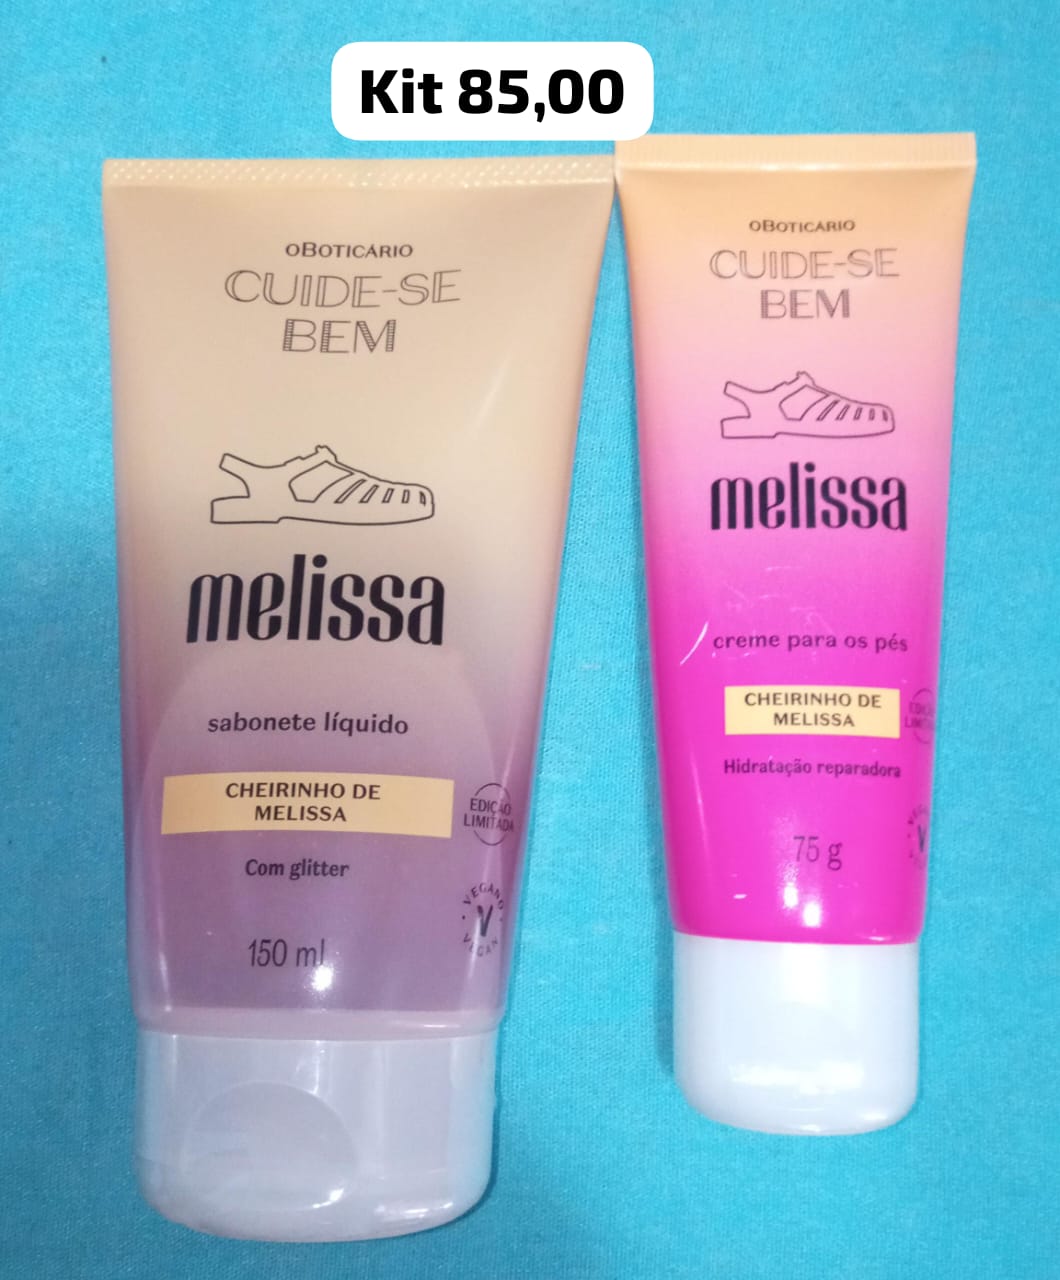 Kit 85,00
oBoticário
CUIDE-SE
BEM
melissa
sabonete líquido
CHEIRINHO DE
MELISSA
EDIÇÃO
LIMITADA
Com glitter
VEGANO
VEGAN
150 ml
oBoticário
CUIDE-SE
BEM
melissa
creme para os pés
CHEIRINHO DE
MELISSA
Hidratação reparadora
75 g